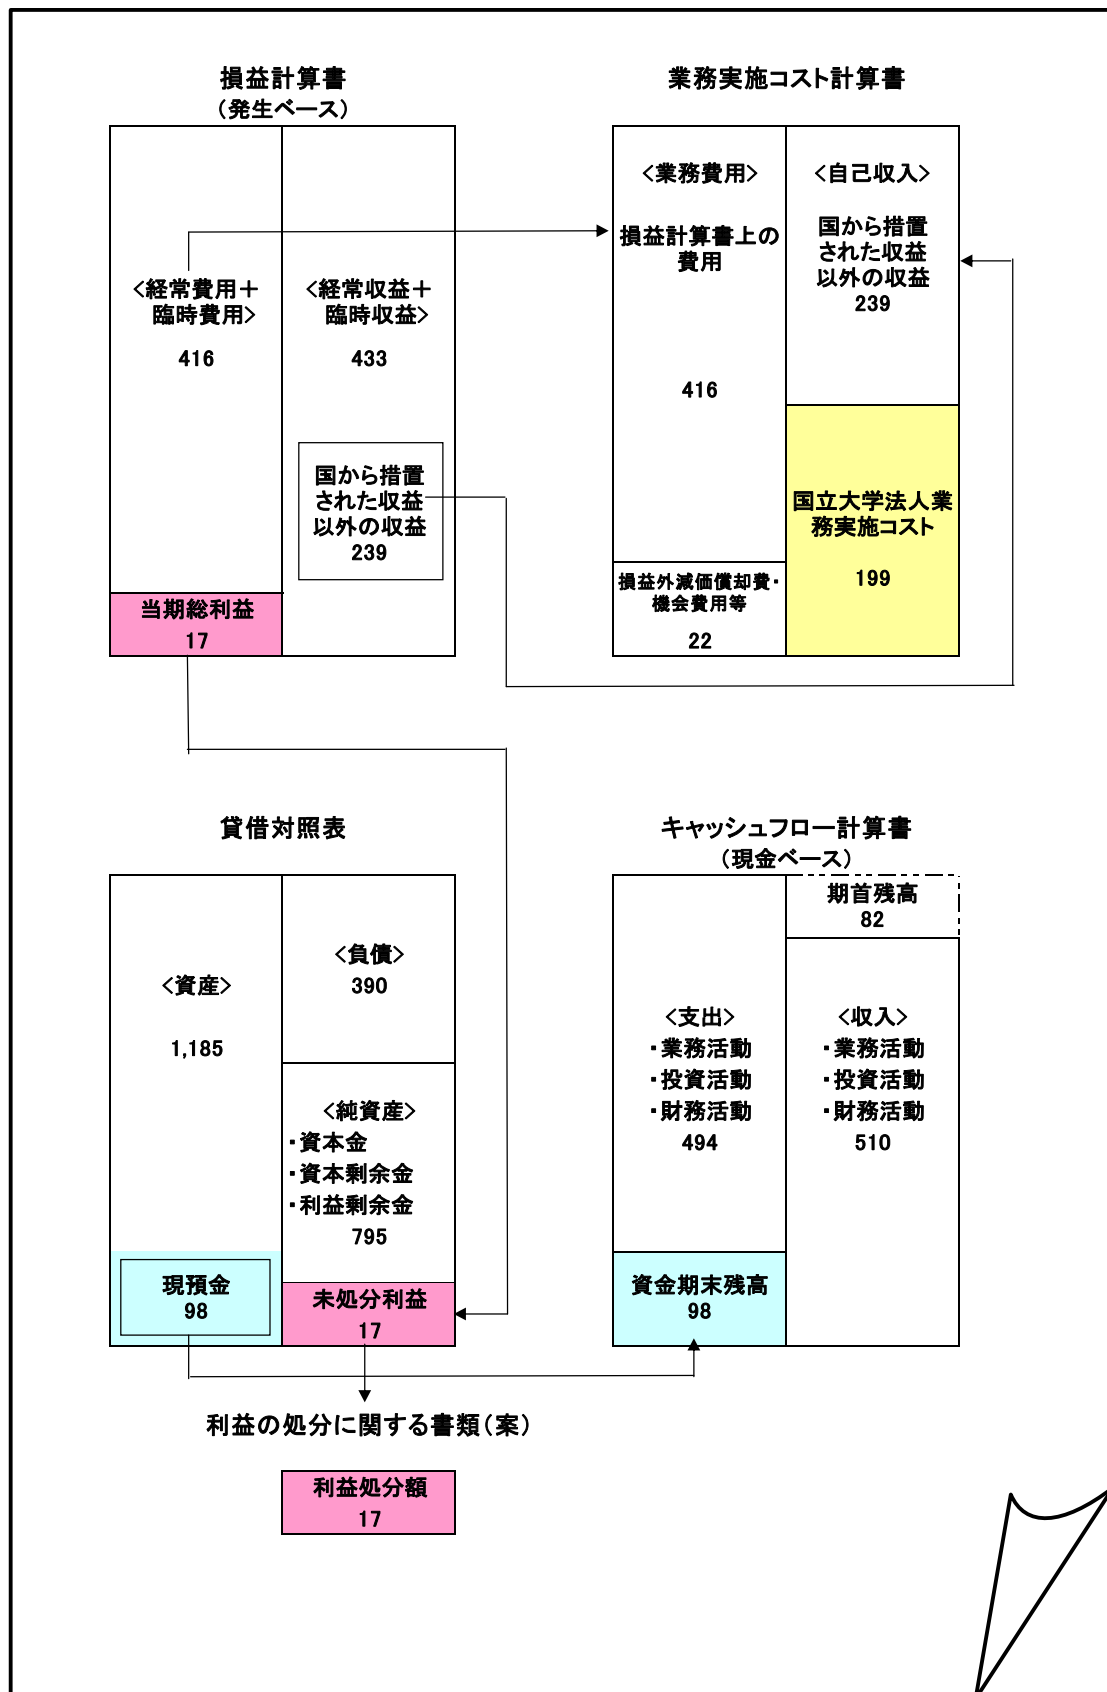 損益計算書
（発生ベース）
<経常費用＋
臨時費用>
416
<経常収益＋
臨時収益>
433
国から措置
された収益
以外の収益
239
当期総利益
17
業務実施コスト計算書
<業務費用>
損益計算書上の
費用
416
損益外減価償却費・
機会費用等
22
<自己収入>
国から措置
された収益
以外の収益
239
国立大学法人業
務実施コスト
199
貸借対照表
<資産>
1,185
現預金
98
<負債>
390
<純資産>
・資本金
・資本剰余金
・利益剰余金
795
未処分利益
17
キャッシュフロー計算書
（現金ベース）
<支出>
・業務活動
・投資活動
・財務活動
494
資金期末残高
98
期首残高
82
<収入>
・業務活動
・投資活動
・財務活動
510
利益の処分に関する書類（案）
利益処分額
17